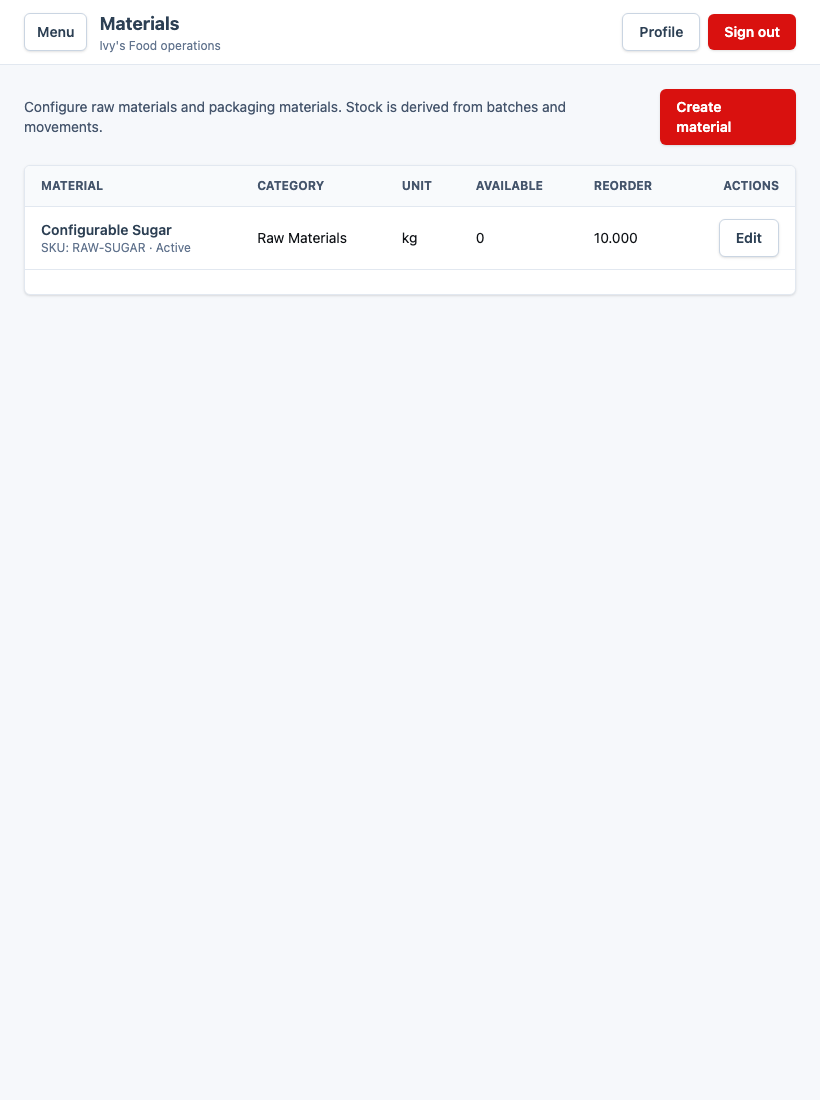 Menu
Materials
Ivy's Food operations
Profile
Sign out
Configure raw materials and packaging materials. Stock is derived from batches and
movements.
Create
material
MATERIAL CATEGORY UNIT AVAILABLE REORDER ACTIONS
Configurable Sugar
SKU: RAW-SUGAR · Active
Raw Materials kg 0 10.000 Edit